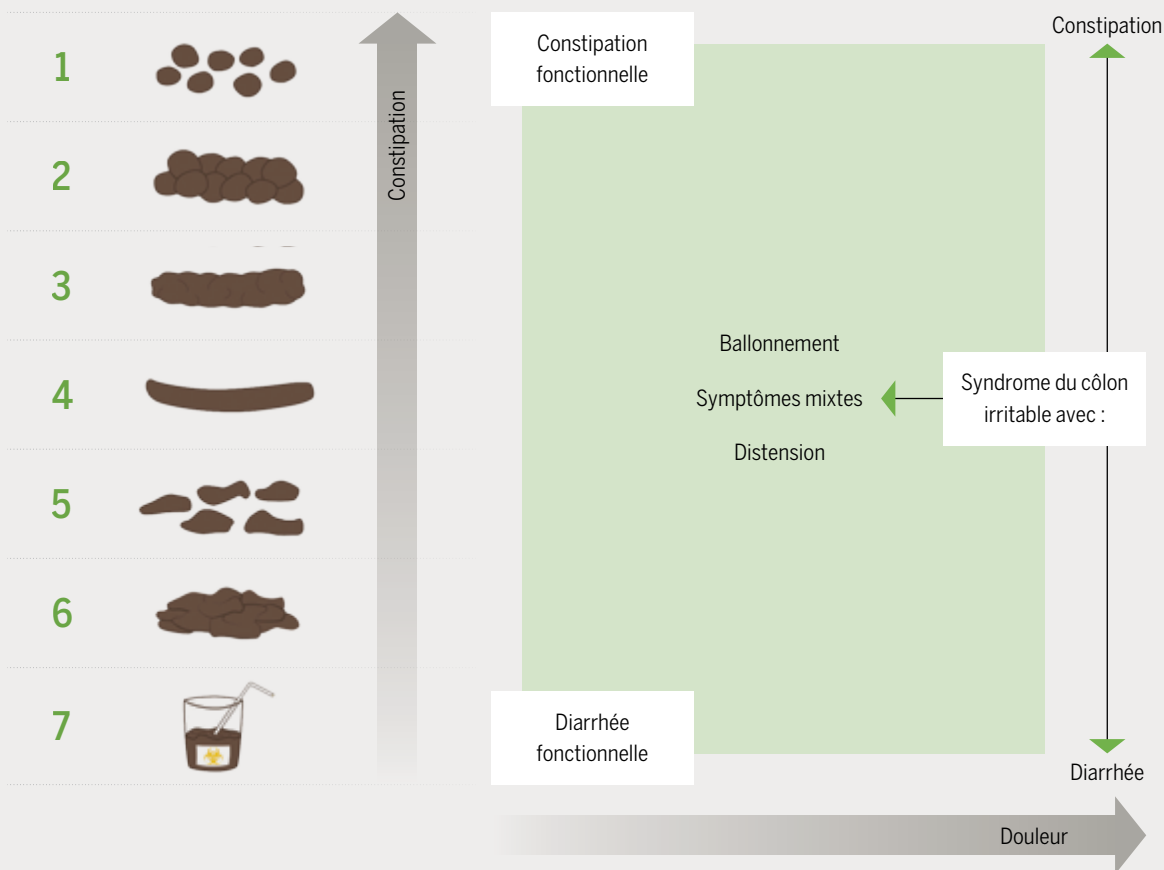 1
2
3
4
5
6
7
Constipation
Constipation
fonctionnelle
Ballonnement
Symptômes mixtes
Distension
Diarrhée
fonctionnelle
Constipation
Syndrome du côlon
irritable avec :
Diarrhée
Douleur